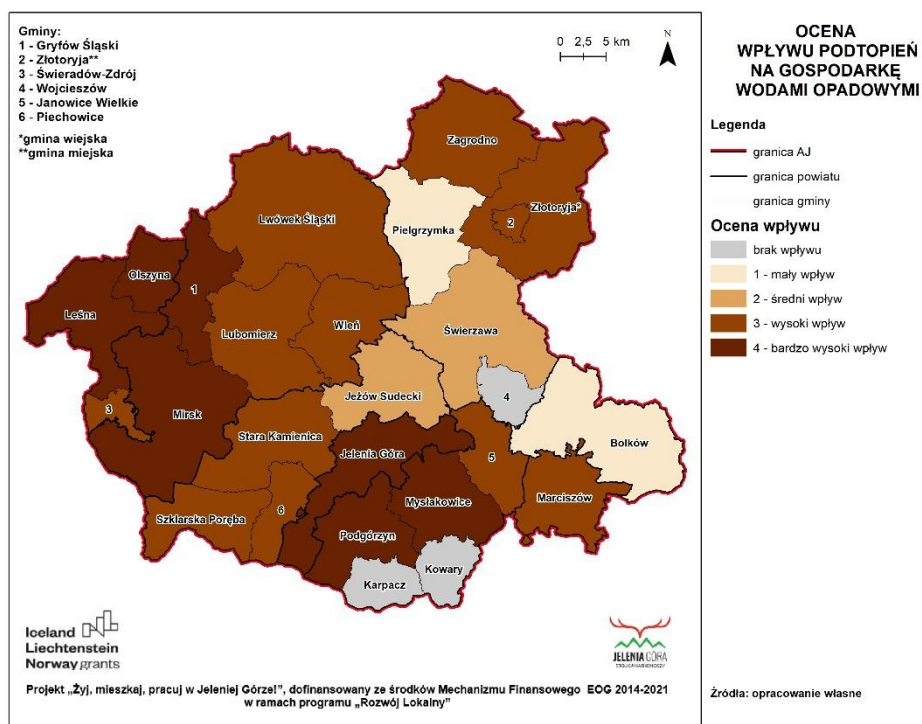 Gminy:
1 - Gryfów Śląski
2 - Złotoryja**
3 - Świeradów-Zdrój
4 - Wojcieszów
5 - Janowice Wielkie
6 - Piechowice
*gmina wiejska
**gmina miejska
0 2,5 5 km
N
Zagrodno
Złotoryja*
2
Lwówek Śląski
Pielgrzymka
Olszyna
1
Leśna
Lubomierz
Wleń
Świerzawa
Jeżów Sudecki
4
3
Mirsk
Stara Kamienica
Bolków
Jelenia Góra
5
Mysłakowice
Marciszów
6
Szklarska Poręba
Podgórzyn
Kowary
Karpacz
Iceland
Liechtenstein
Norway grants
JELENIA GÓRA
Projekt „Żyj, mieszkaj, pracuj w Jeleniej Górze!”, dofinansowany ze środków Mechanizmu Finansowego EOG 2014-2021
w ramach programu „Rozwój Lokalny”
OCENA
WPŁYWU PODTOPIEŃ
NA GOSPODARKĘ
WODAMI OPADOWYMI
Legenda
granica AJ
granica powiatu
granica gminy
Ocena wpływu
brak wpływu
1 - mały wpływ
2 - średni wpływ
3 - wysoki wpływ
4 - bardzo wysoki wpływ
Źródła: opracowanie własne